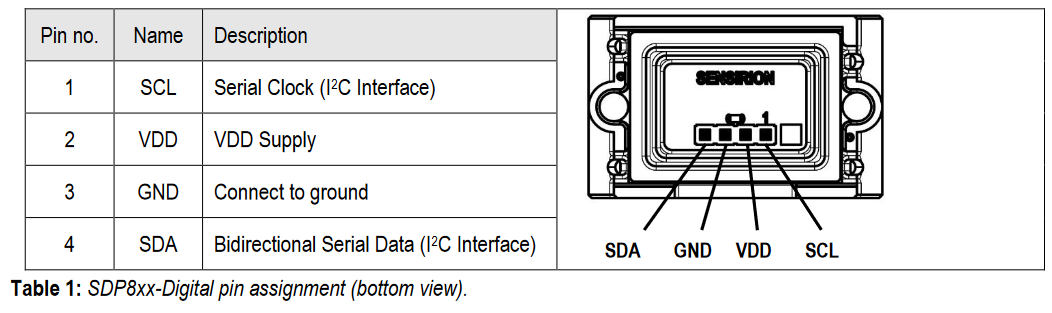 Pin no. Name Description
1 SCL Serial Clock (I²C Interface)
2 VDD VDD Supply
3 GND Connect to ground
4 SDA Bidirectional Serial Data (I²C Interface)
SENSIRION
1
SDA GND VDD SCL
Table 1: SDP8xx-Digital pin assignment (bottom view).